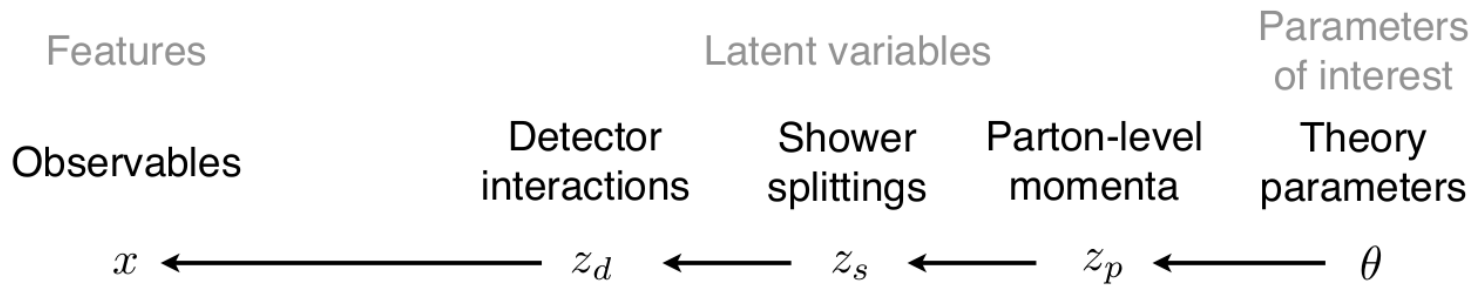 Features Latent variables Parameters
of interest
Observables Detector Shower Parton-level Theory
interactions splittings momenta parameters
x ← z_d ← z_s ← z_p ← θ